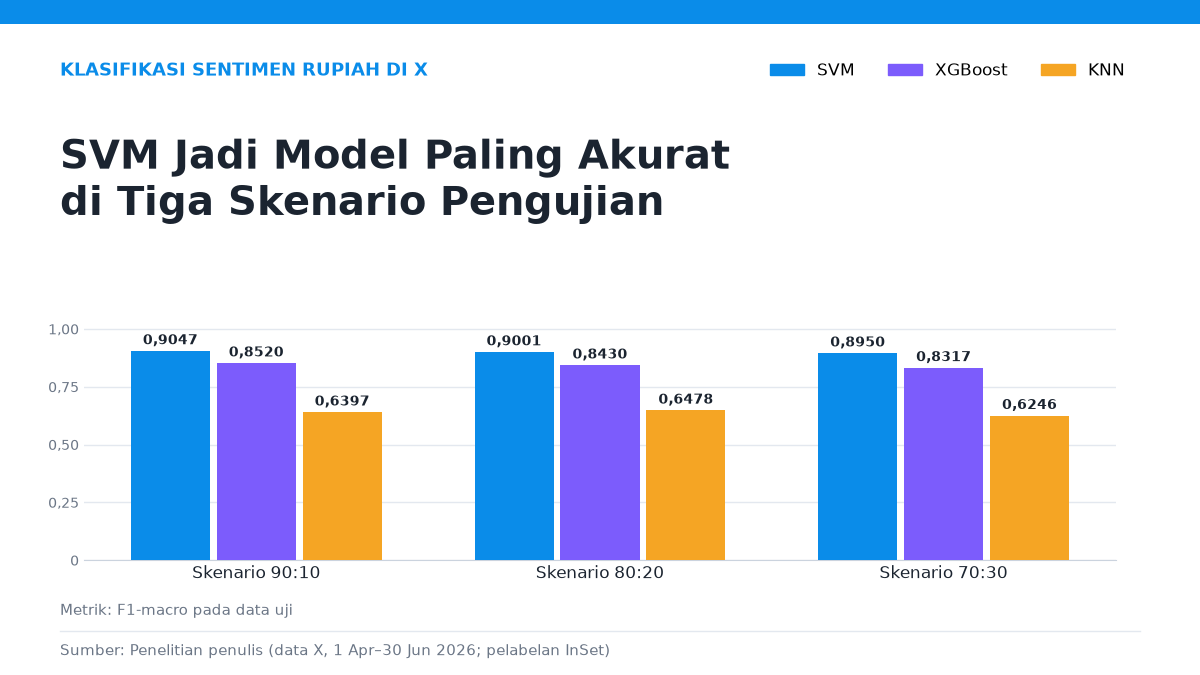 KLASIFIKASI SENTIMEN RUPIAH DI X
SVM XGBoost KNN
SVM Jadi Model Paling Akurat
di Tiga Skenario Pengujian
1,00
0,75
0,50
0,25
0
0,9047 0,8520 0,6397
0,9001 0,8430 0,6478
0,8950 0,8317 0,6246
Skenario 90:10 Skenario 80:20 Skenario 70:30
Metrik: F1-macro pada data uji
Sumber: Penelitian penulis (data X, 1 Apr–30 Jun 2026; pelabelan InSet)